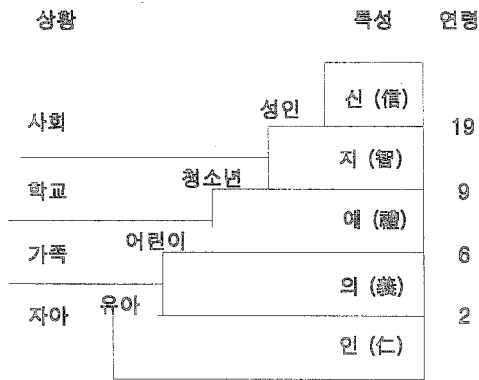 상황 특성 연령
신 (信)
성인
사회 19
지 (智)
청소년
학교 9
예 (禮)
어린이
가족 6
의 (義)
유아
자아 2
인 (仁)